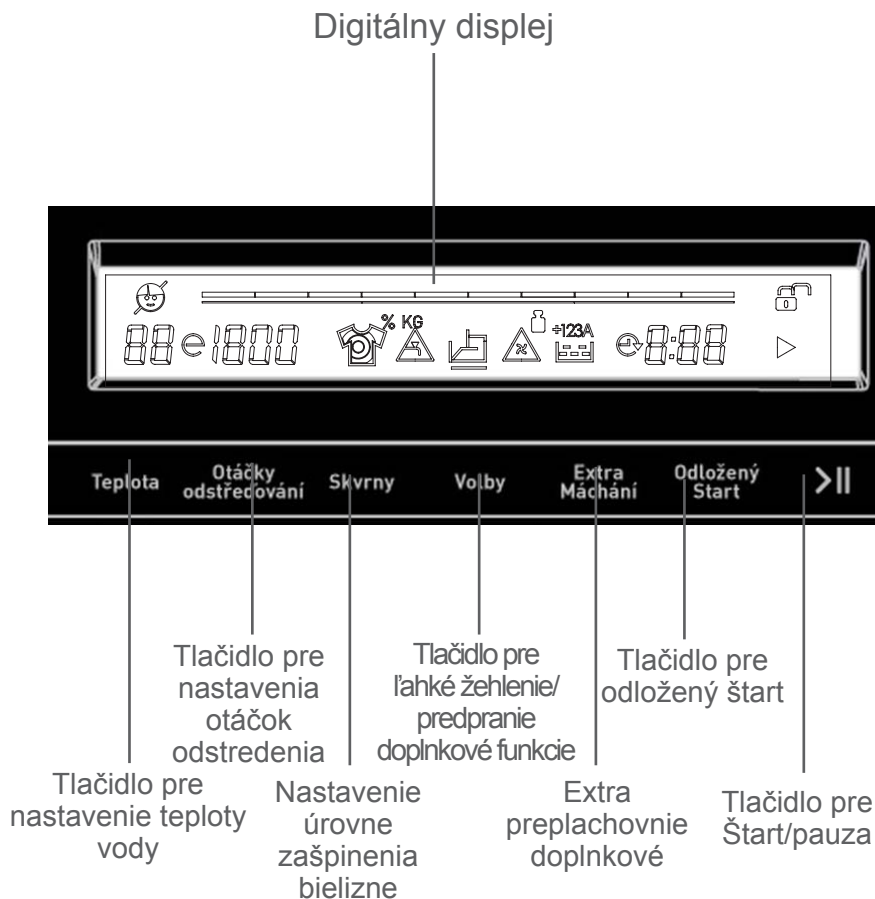 Digitálny displej
% KG
+123A
88 e 1800
8:88
Teplota
Otáčky
odstřeďování
Skvrny
Volby
Extra
Máchání
Odložený
Start
Tlačidlo pre
nastavenia
otáčok
odstredenia
Tlačidlo pre
ľahké žehlenie/
predpranie
doplnkové funkcie
Tlačidlo pre
odložený štart
Tlačidlo pre
nastavenie teploty
vody
Nastavenie
úrovne
zašpinenia
bielizne
Extra
preplachovnie
doplnkové
Tlačidlo pre
Štart/pauza